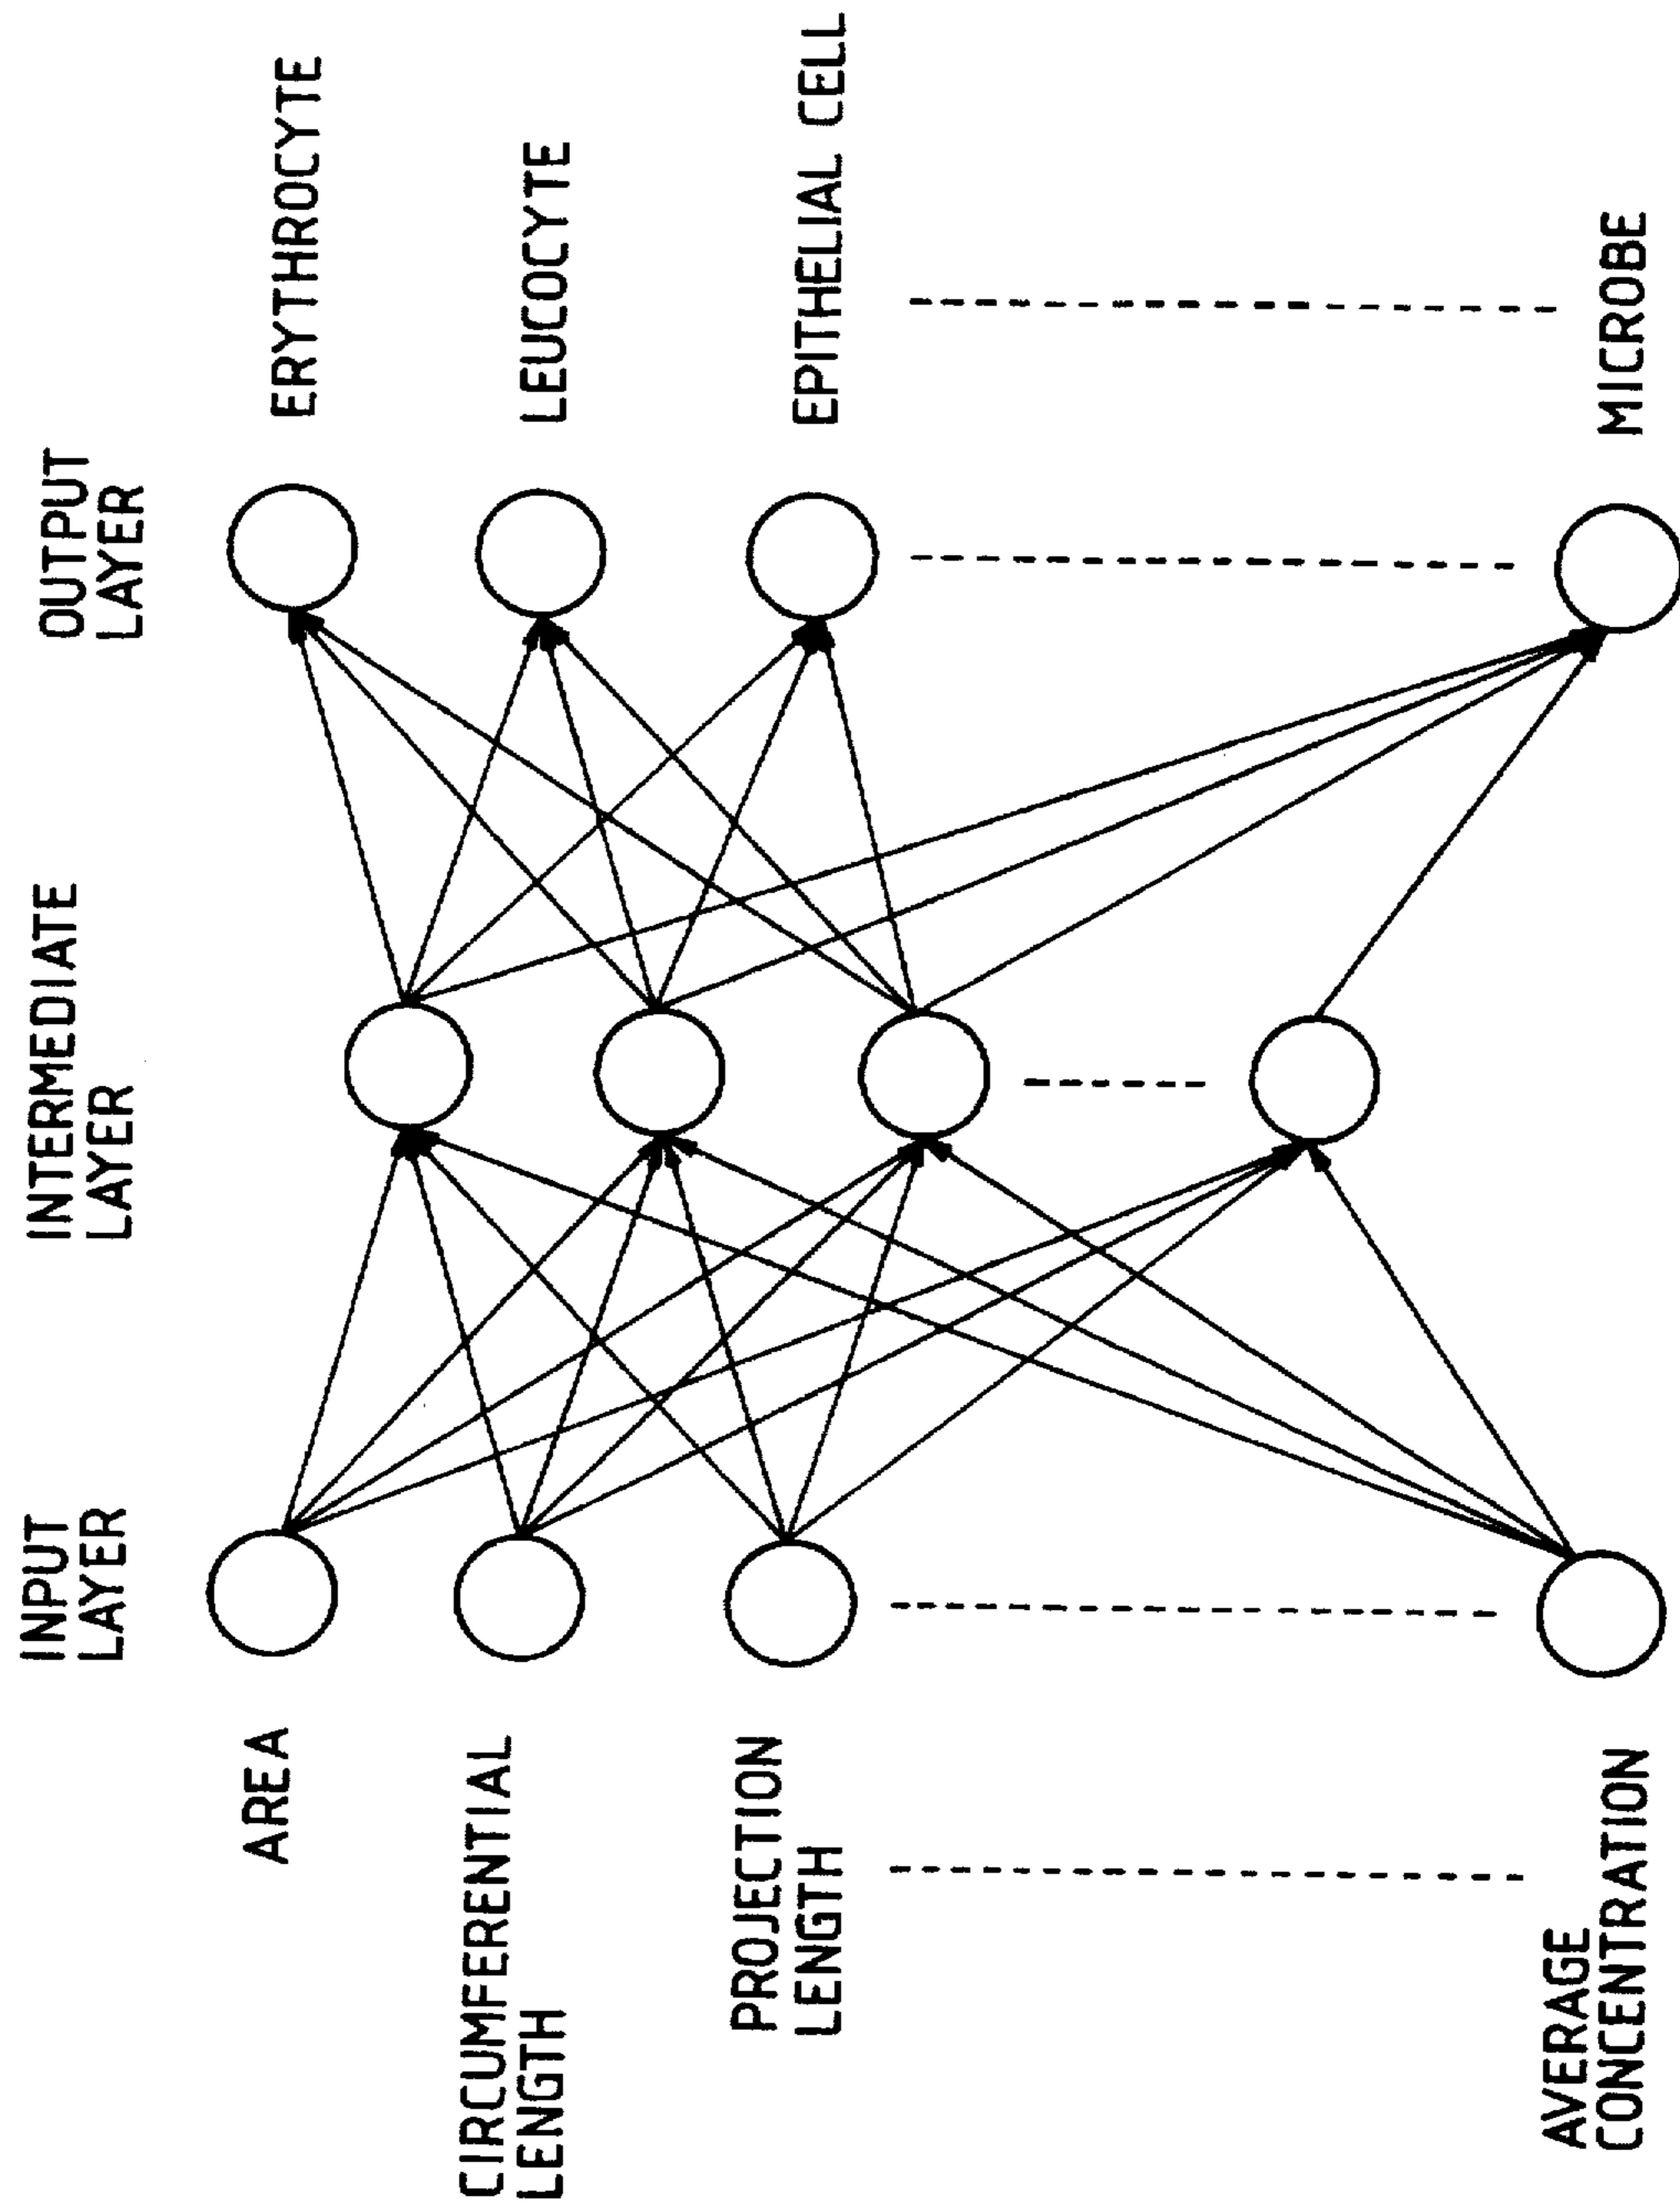 INPUT
LAYER
INTERMEDIATE
LAYER
OUTPUT
LAYER
AREA
ERYTHROCYTE
CIRCUMFERENTIAL
LENGTH
LEUCOCYTE
PROJECTION
LENGTH
EPITHELIAL CELL
AVERAGE
CONCENTRATION
MICROBE